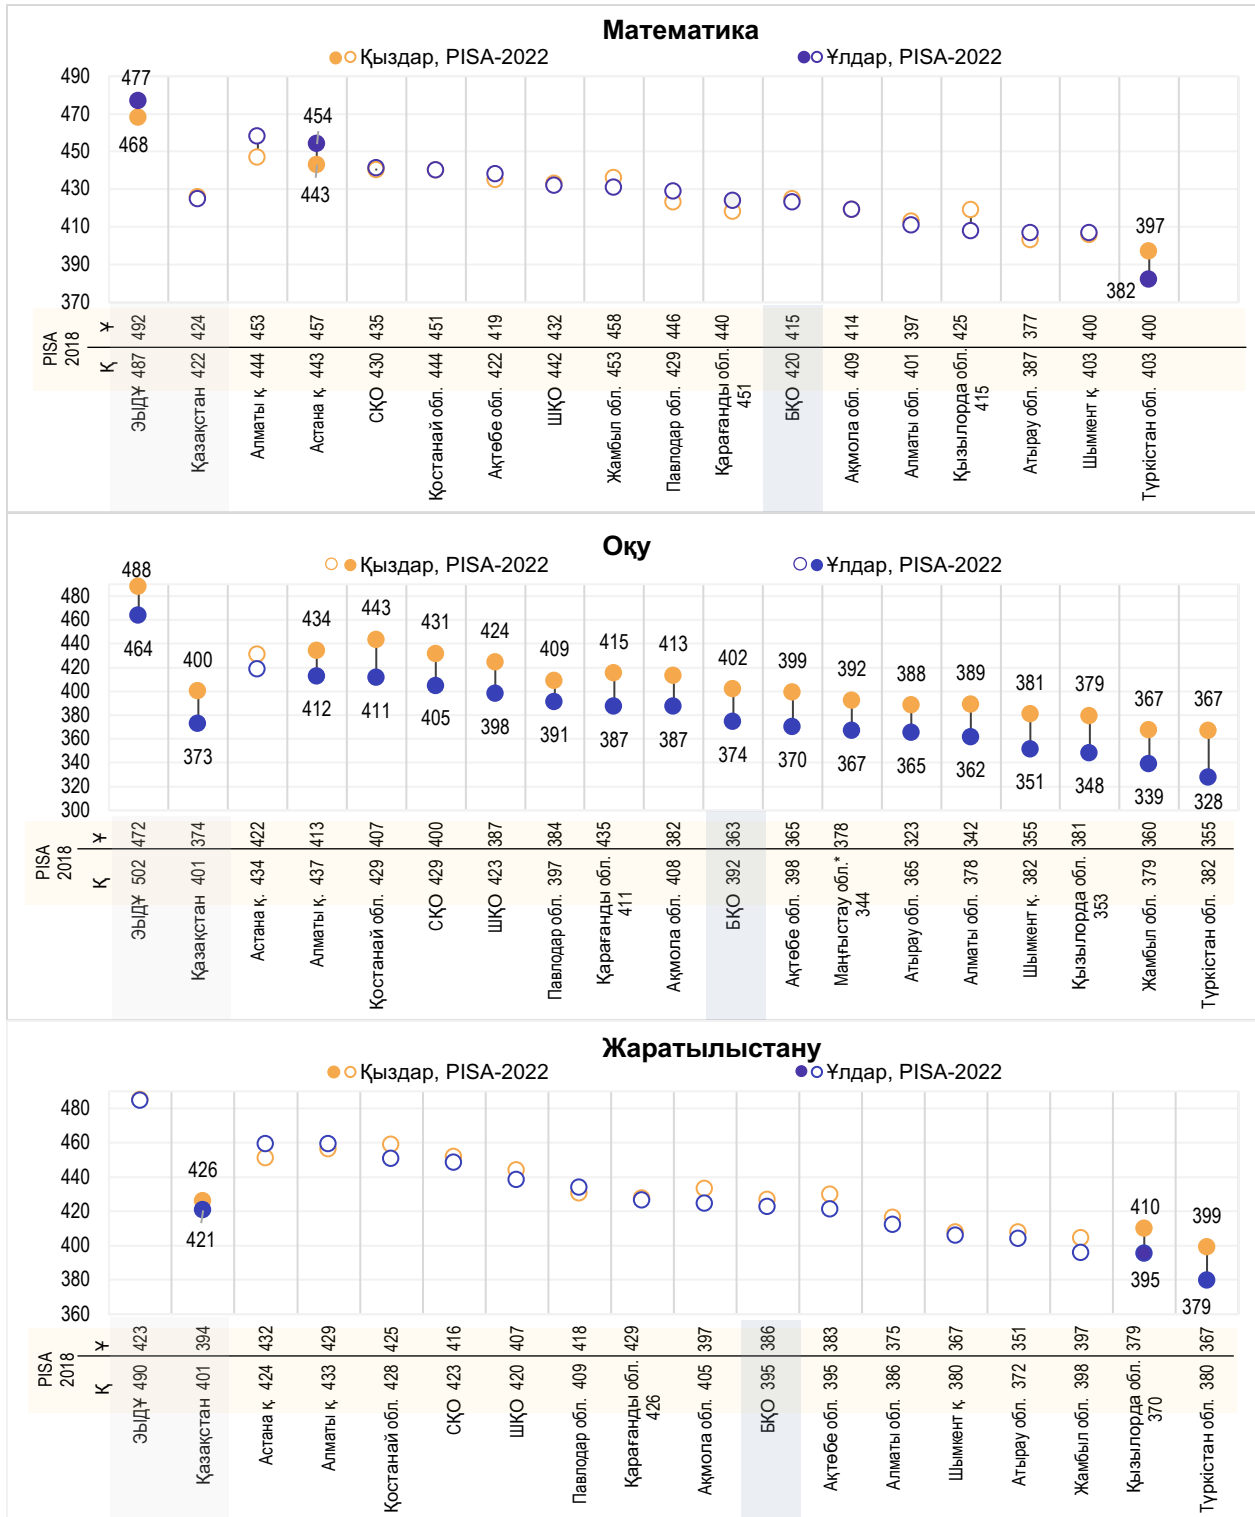 Математика
Қыздар, PISA-2022 Ұлдар, PISA-2022
490
470
450
430
410
390
370
477
468
454
443
397
382
PISA 2018
Ұ 492 424 453 457 435 451 419 432 458 446 440 415 414 397 425 377 400 400
Қ
ЭЫДҰ 487
Қазақстан 422
Алматы қ. 444
Астана қ. 443
СҚО 430
Қостанай обл. 444
Ақтөбе обл. 422
ШҚО 442
Жамбыл обл. 453
Павлодар обл. 429
Қарағанды обл. 451
БҚО 420
Ақмола обл. 409
Алматы обл. 401
Қызылорда обл. 415
Атырау обл. 387
Шымкент қ. 403
Түркістан обл. 403
Оқу
Қыздар, PISA-2022 Ұлдар, PISA-2022
480
460
440
420
400
380
360
340
320
300
488 400 434 443 431 424 409 415 413 402 399 392 388 389 381 379 367 367
464 373 412 411 405 398 391 387 387 374 370 367 365 362 351 348 339 328
PISA 2018
Ұ 472 374 422 413 407 400 387 384 435 382 363 365 378 323 342 355 381 360 355
Қ
ЭЫДҰ 502
Қазақстан 401
Астана қ. 434
Алматы қ. 437
Қостанай обл. 429
СҚО 429
ШҚО 423
Павлодар обл. 397
Қарағанды обл. 411
Ақмола обл. 408
БҚО 392
Ақтөбе обл. 398
Маңғыстау обл.* 344
Атырау обл. 365
Алматы обл. 378
Шымкент қ. 382
Қызылорда обл. 353
Жамбыл обл. 379
Түркістан обл. 382
Жаратылыстану
Қыздар, PISA-2022 Ұлдар, PISA-2022
480
460
440
420
400
380
360
426
421
410
395
399
379
PISA 2018
Ұ 423 394 432 429 425 416 407 418 429 397 386 383 375 367 351 397 379 367
Қ
ЭЫДҰ 490
Қазақстан 401
Астана қ. 424
Алматы қ. 433
Қостанай обл. 428
СҚО 423
ШҚО 420
Павлодар обл. 409
Қарағанды обл. 426
Ақмола обл. 405
БҚО 395
Ақтөбе обл. 395
Алматы обл. 386
Шымкент қ. 380
Атырау обл. 372
Жамбыл обл. 398
Қызылорда обл. 370
Түркістан обл. 380